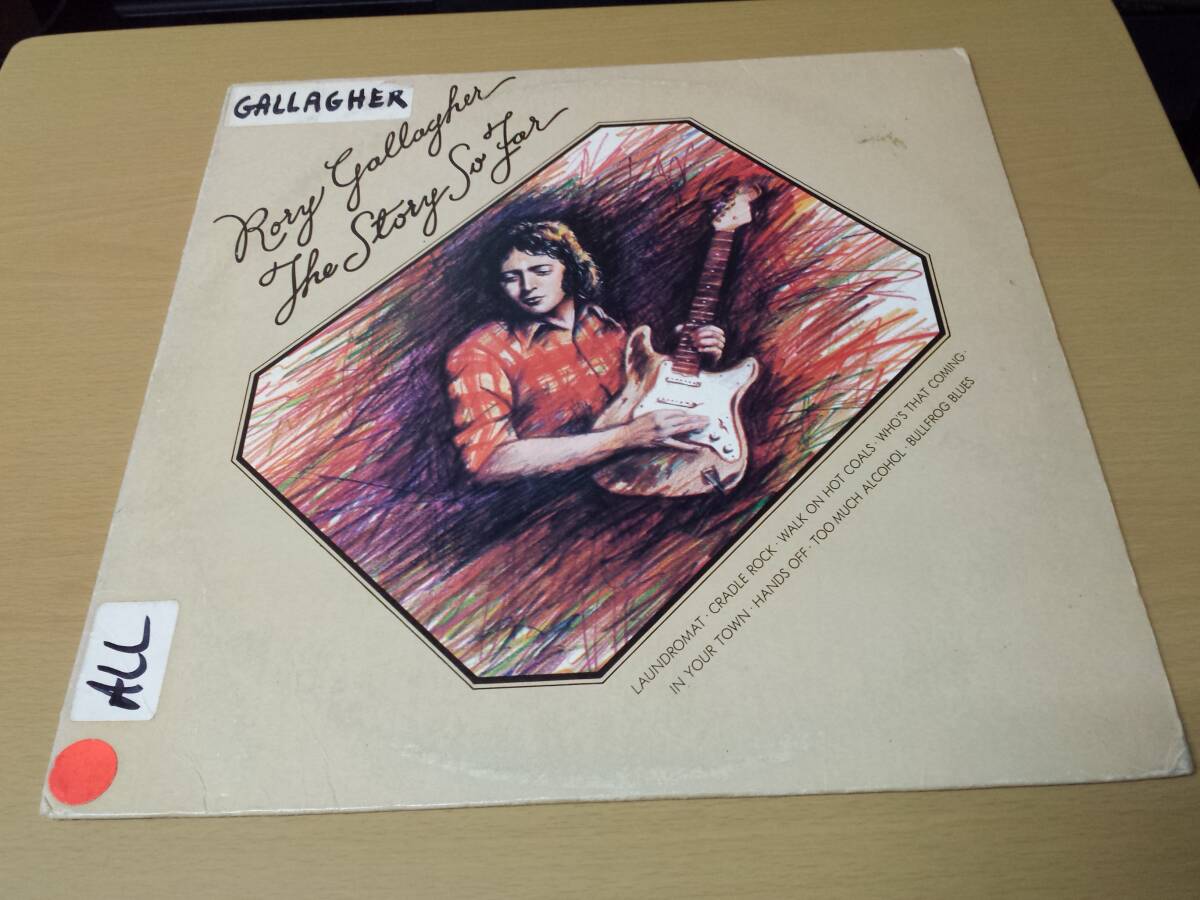 GALLAGHER
Rory Gallagher
The Story So Far
LAUNDROMAT · CRADLE ROCK · WALK ON HOT COALS · WHO'S THAT COMING ·
IN YOUR TOWN · HANDS OFF · TOO MUCH ALCOHOL · BULLFROG BLUES
ALL